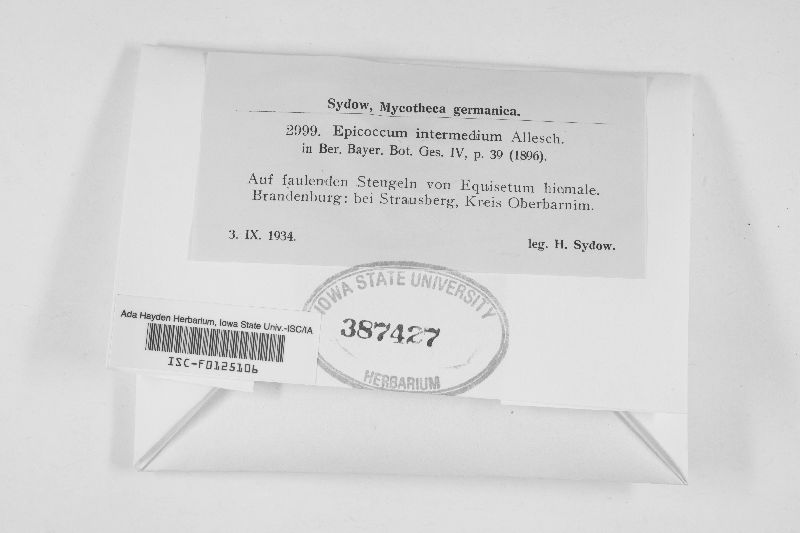 Sydow, Mycotheca germanica.
2999. Epicoccum intermedium Allesch.
in Ber. Bayer. Bot. Ges. IV, p. 39 (1896).
Auf faulenden Stengeln von Equisetum hiemale.
Brandenburg: bei Strausberg, Kreis Oberbarnim.
3. IX. 1934.
leg. H. Sydow.
IOWA STATE UNIVERSITY
387427
HERBARIUM
Ada Hayden Herbarium, Iowa State Univ.-ISC/IA
ISC-F0125106